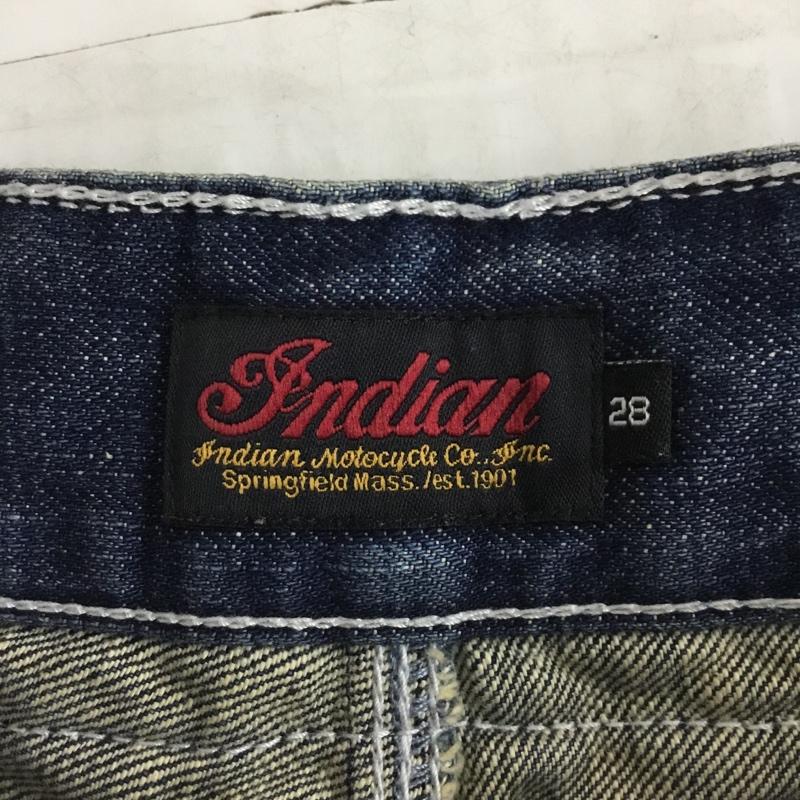 Indian
Indian Motocycle Co.,Inc.
Springfield Mass./est.1901
28